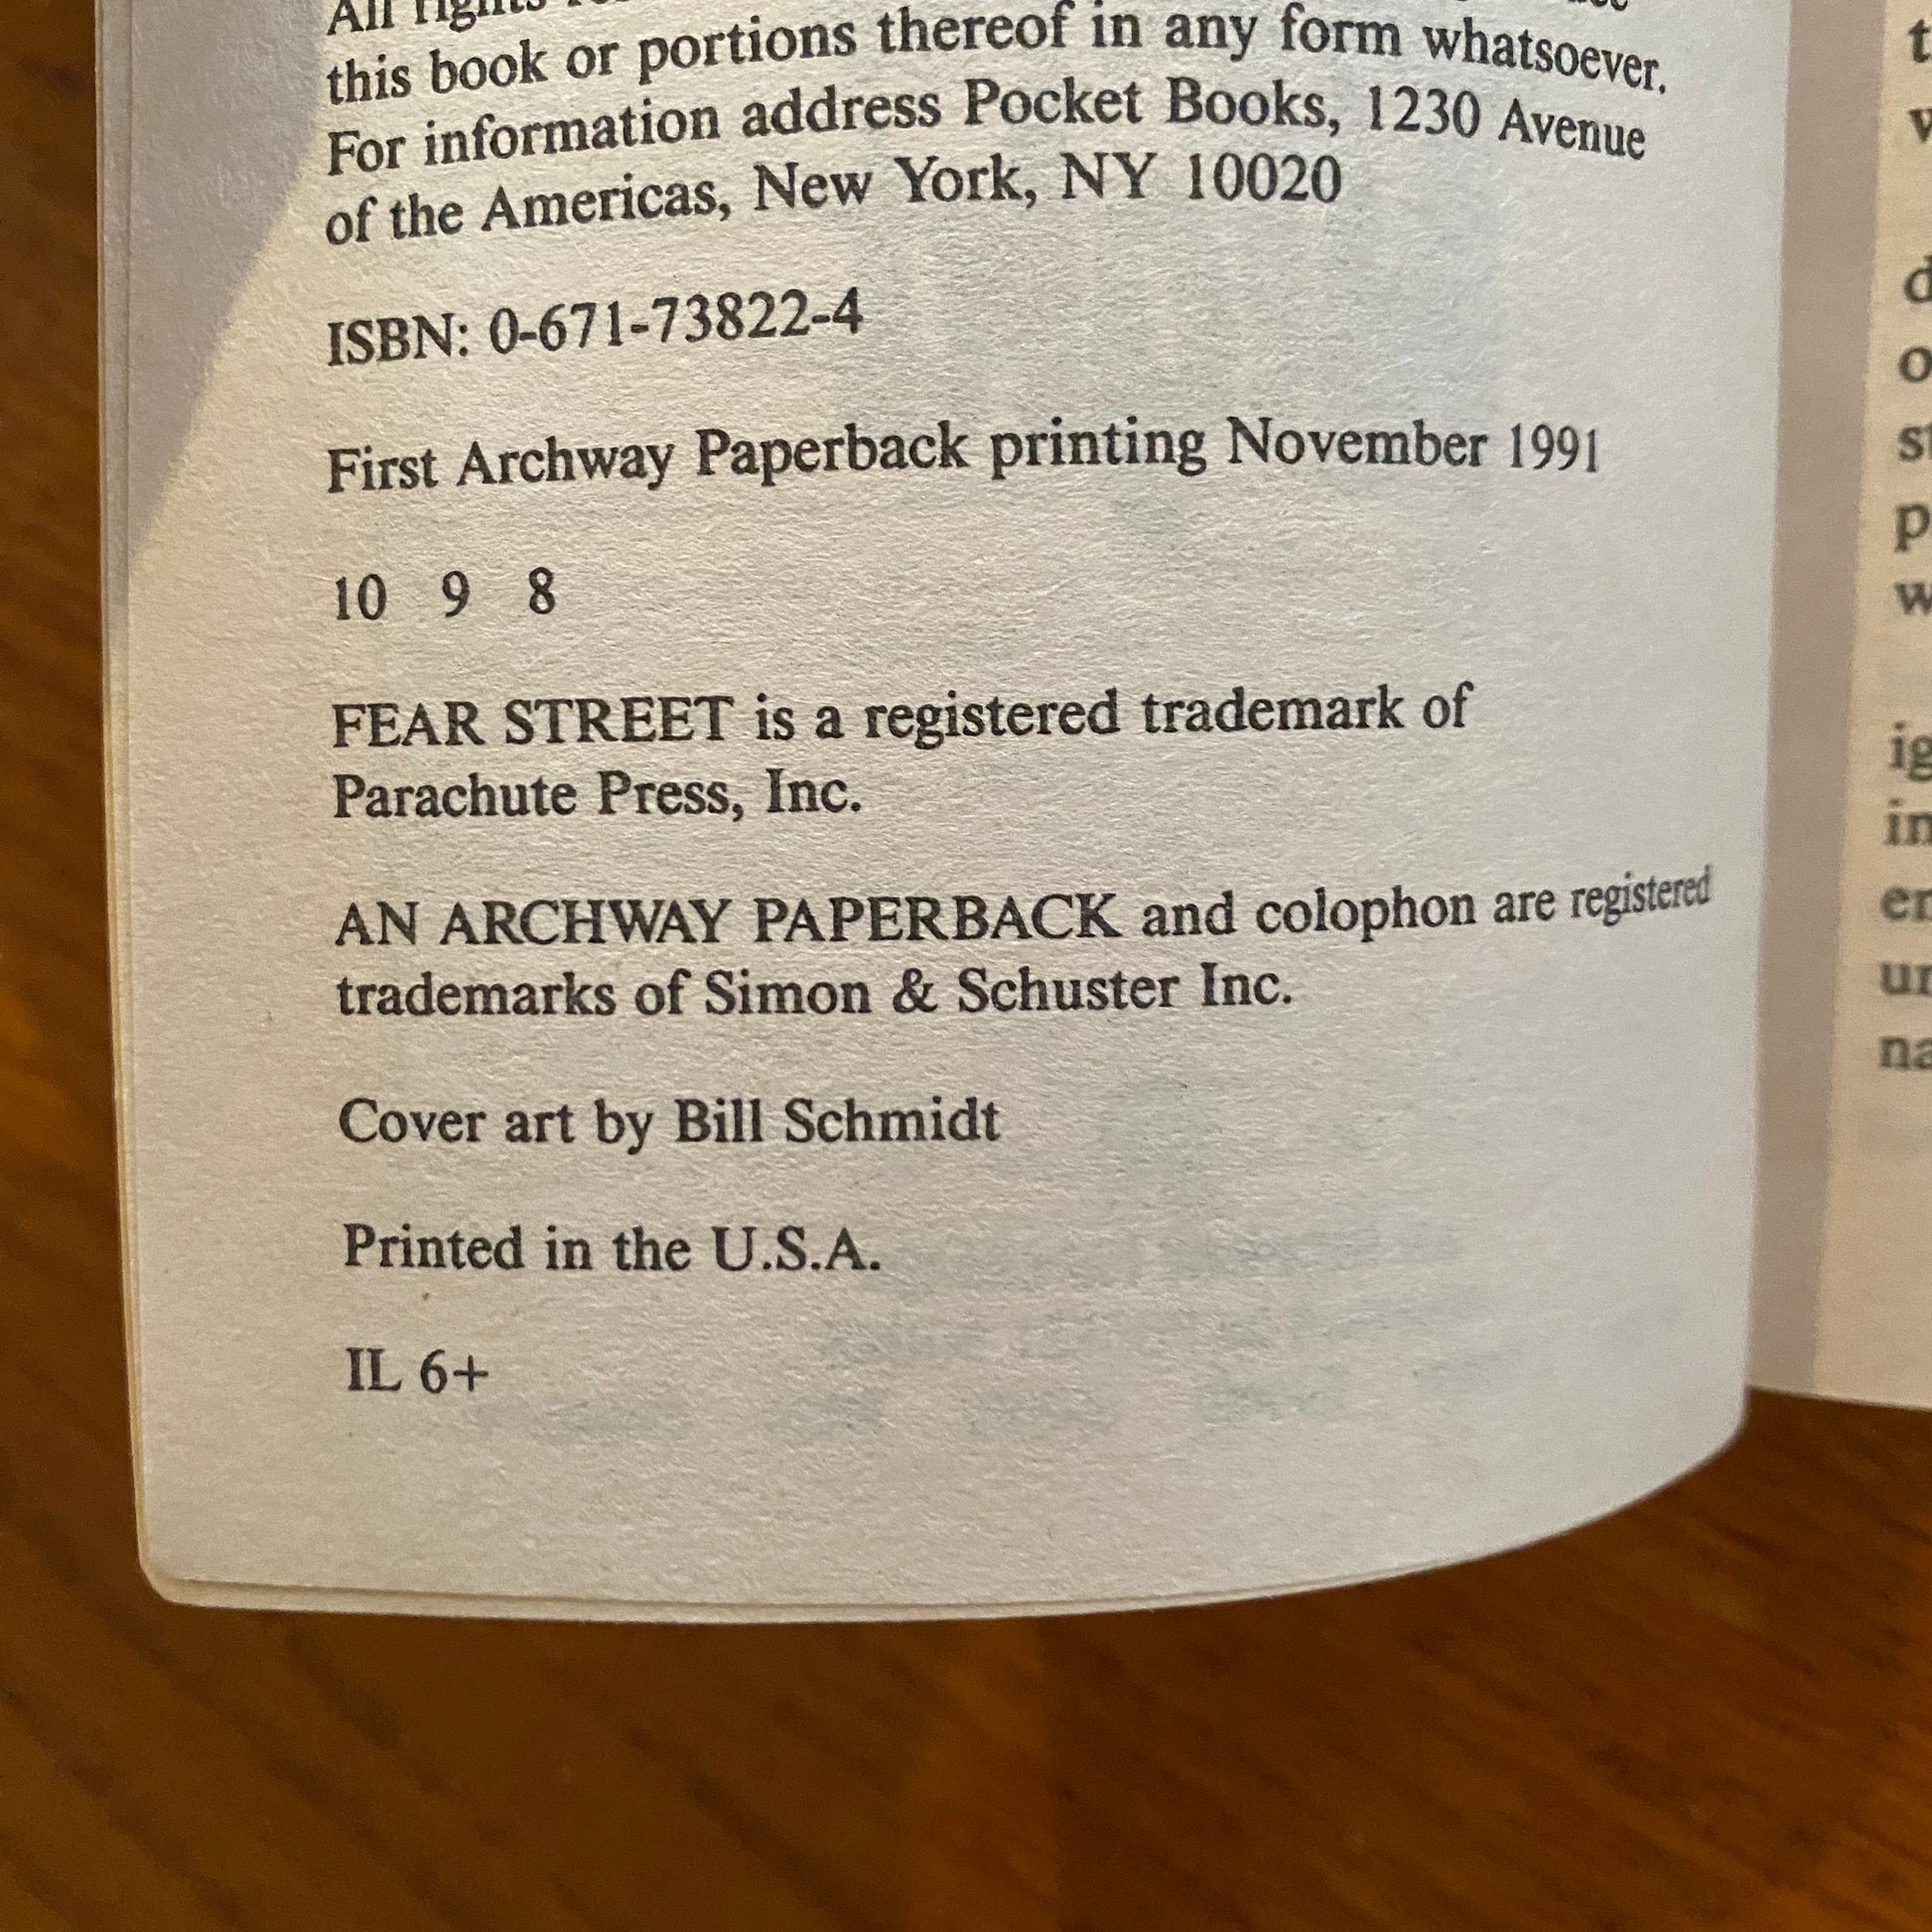 All rights
this book or portions thereof in any form whatsoever.
For information address Pocket Books, 1230 Avenue
of the Americas, New York, NY 10020
ISBN: 0-671-73822-4
First Archway Paperback printing November 1991
10 9 8
FEAR STREET is a registered trademark of
Parachute Press, Inc.
AN ARCHWAY PAPERBACK and colophon are registered
trademarks of Simon & Schuster Inc.
Cover art by Bill Schmidt
Printed in the U.S.A.
IL 6+